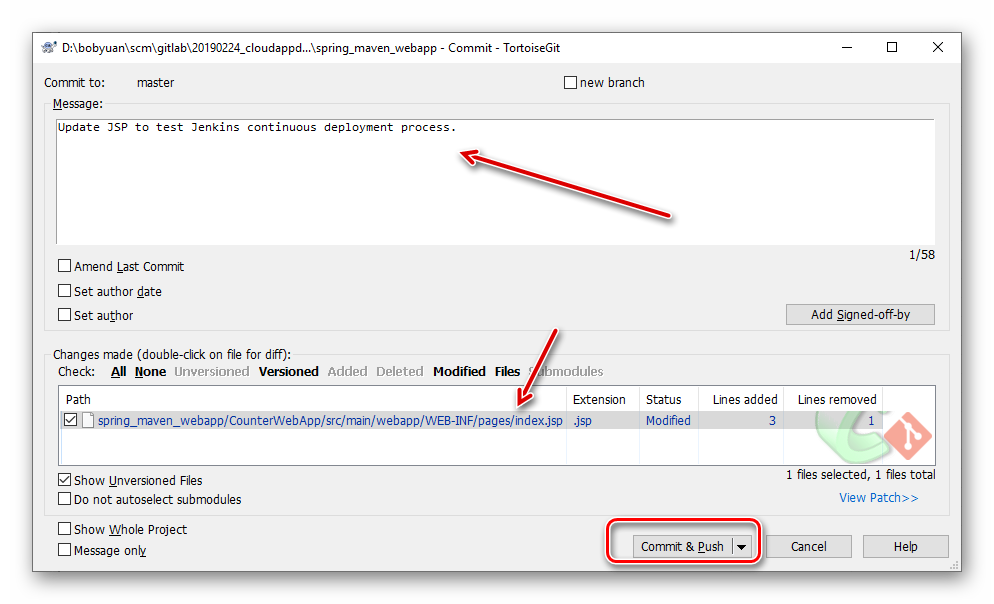 D:\bobyuan\scm\gitlab\20190224_cloudappd...\spring_maven_webapp - Commit - TortoiseGit
Commit to: master new branch
Message:
Update JSP to test Jenkins continuous deployment process.
1/58
Amend Last Commit
Set author date
Set author
Add Signed-off-by
Changes made (double-click on file for diff):
Check: All None Unversioned Versioned Added Deleted Modified Files Submodules
Path Extension Status Lines added Lines removed
spring_maven_webapp/CounterWebApp/src/main/webapp/WEB-INF/pages/index.jsp .jsp Modified 3 1
1 files selected, 1 files total
Show Unversioned Files
Do not autoselect submodules
View Patch>>
Show Whole Project
Message only
Commit & Push Cancel Help